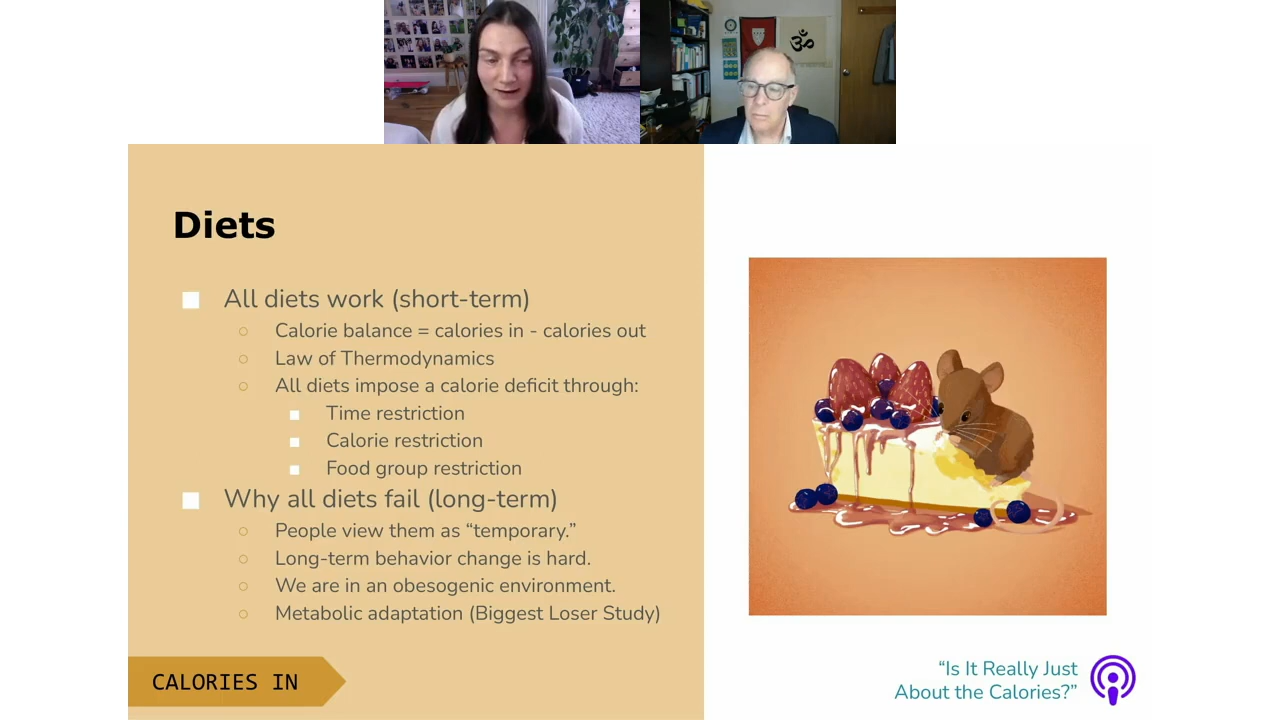 Diets
All diets work (short-term)
Calorie balance = calories in - calories out
Law of Thermodynamics
All diets impose a calorie deficit through:
Time restriction
Calorie restriction
Food group restriction
Why all diets fail (long-term)
People view them as “temporary.”
Long-term behavior change is hard.
We are in an obesogenic environment.
Metabolic adaptation (Biggest Loser Study)
CALORIES IN
“Is It Really Just
About the Calories?”
ॐ